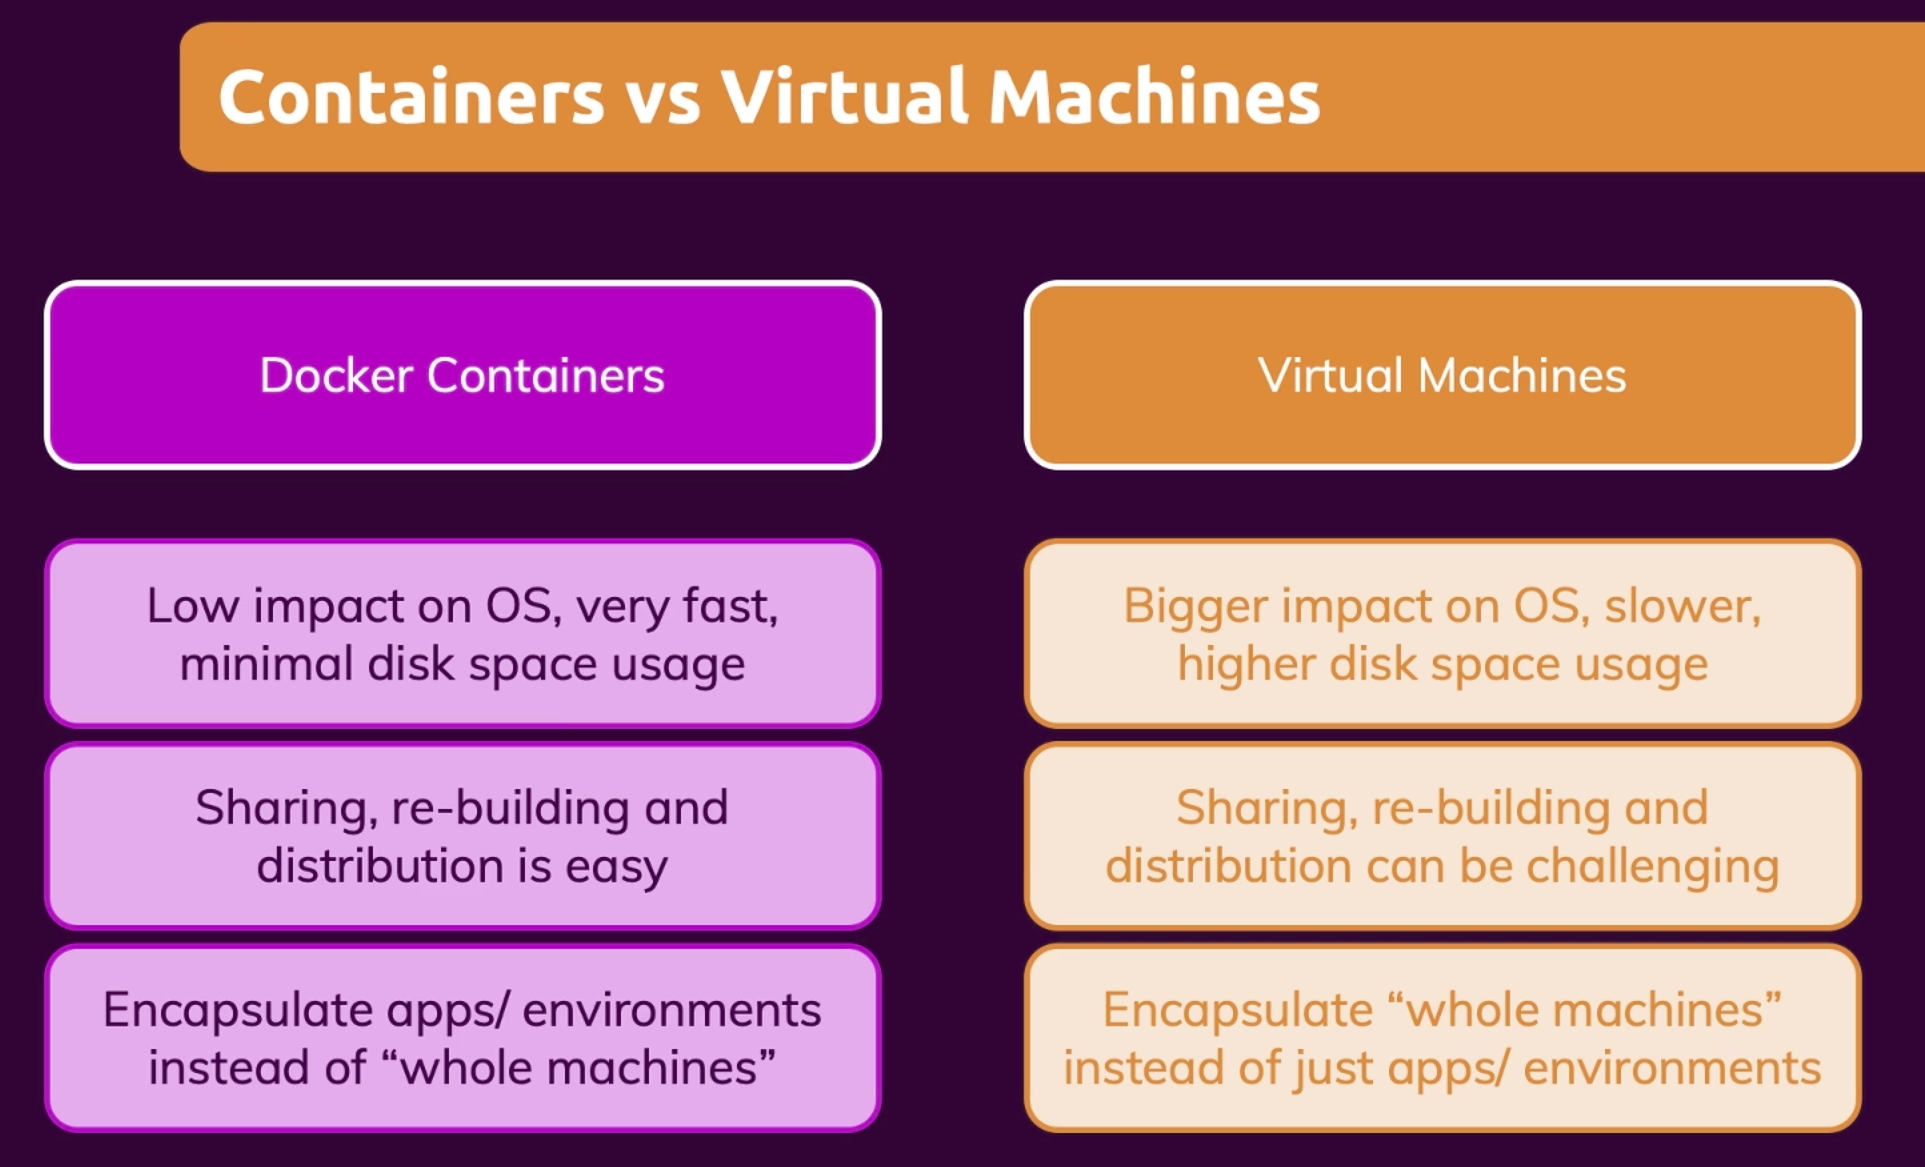 Containers vs Virtual Machines
Docker Containers
Low impact on OS, very fast,
minimal disk space usage
Sharing, re-building and
distribution is easy
Encapsulate apps/ environments
instead of “whole machines”
Virtual Machines
Bigger impact on OS, slower,
higher disk space usage
Sharing, re-building and
distribution can be challenging
Encapsulate “whole machines”
instead of just apps/ environments